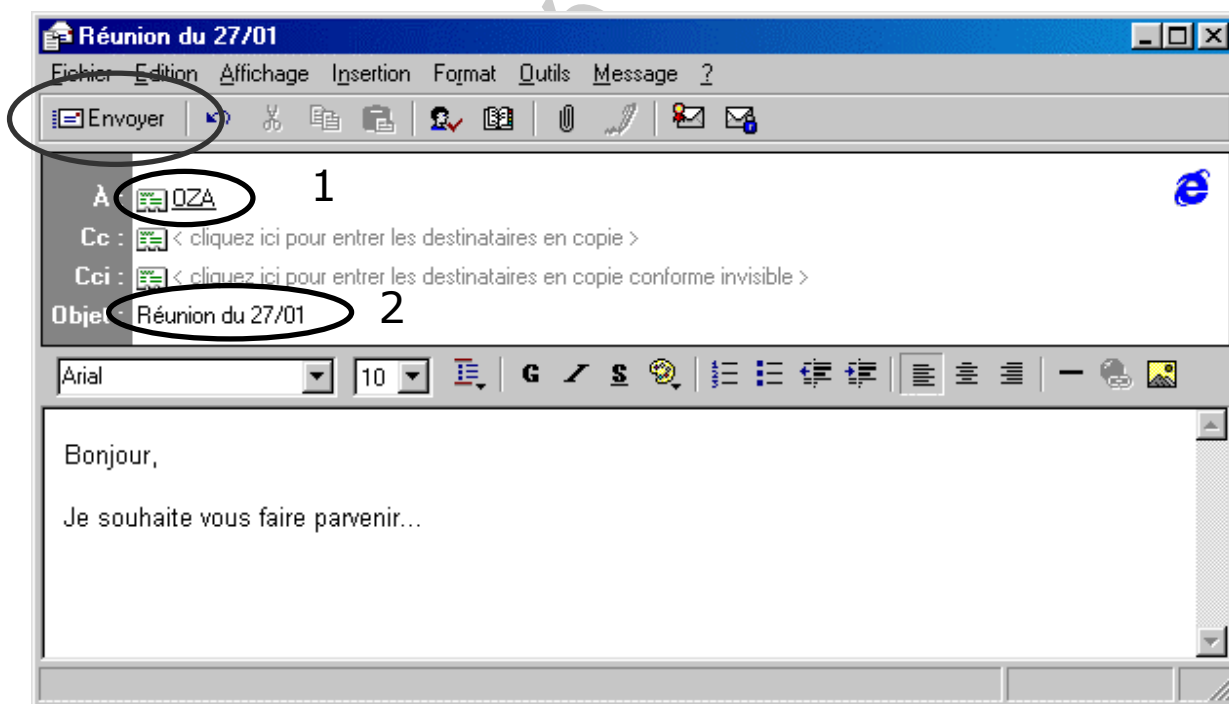 Réunion du 27/01
Fichier Edition Affichage Insertion Format Outils Message ?
Envoyer
À : OZA 1
Cc : < cliquez ici pour entrer les destinataires en copie >
Cci : < cliquez ici pour entrer les destinataires en copie conforme invisible >
Objet : Réunion du 27/01 2
Arial 10 G I S
Bonjour,
Je souhaite vous faire parvenir...